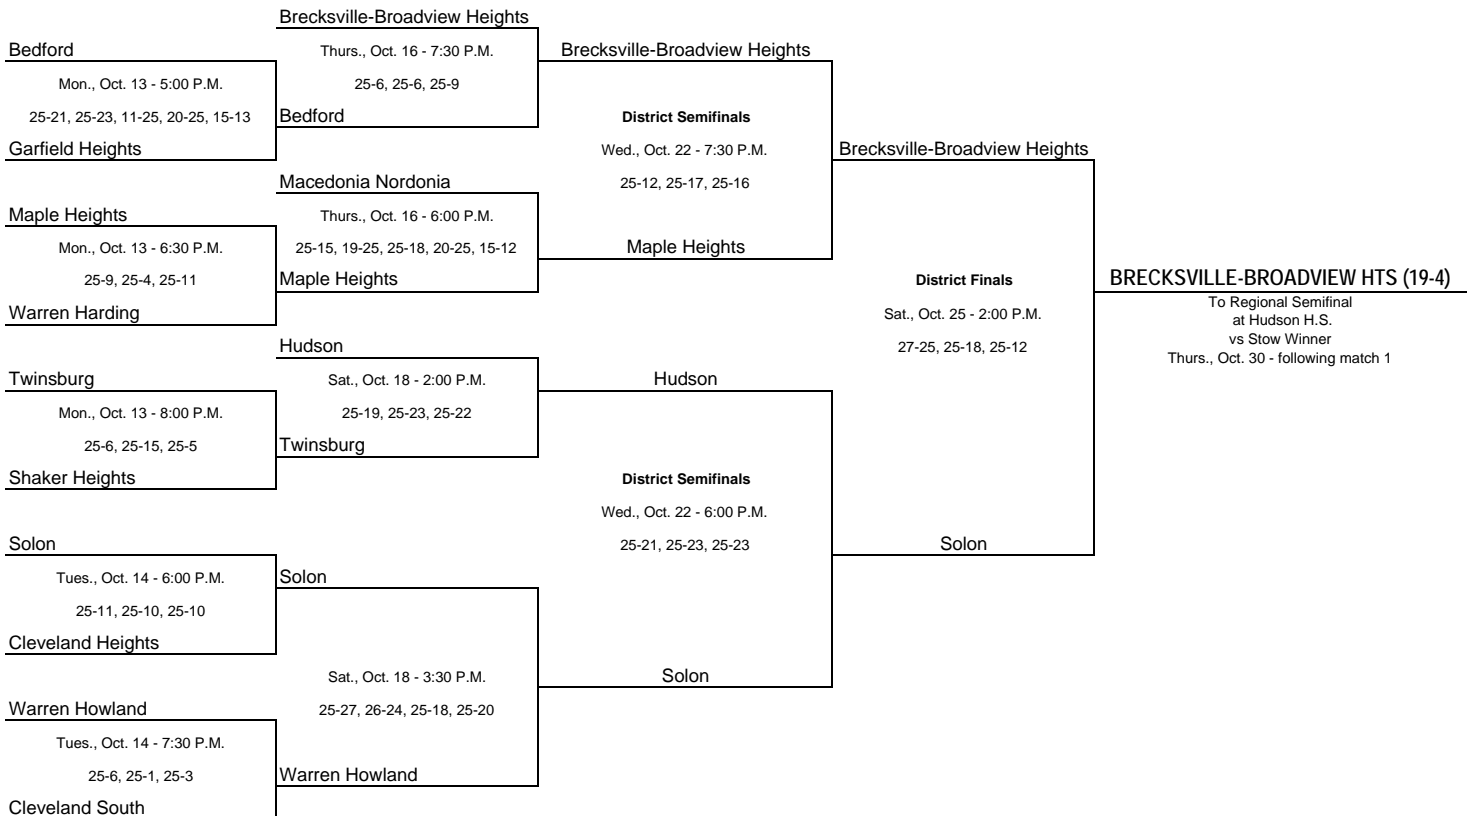 Brecksville-Broadview Heights
Bedford
Thurs., Oct. 16 - 7:30 P.M.
Brecksville-Broadview Heights
Mon., Oct. 13 - 5:00 P.M.
25-6, 25-6, 25-9
25-21, 25-23, 11-25, 20-25, 15-13
Bedford
District Semifinals
Garfield Heights
Wed., Oct. 22 - 7:30 P.M.
Brecksville-Broadview Heights
Macedonia Nordonia
25-12, 25-17, 25-16
Maple Heights
Thurs., Oct. 16 - 6:00 P.M.
Mon., Oct. 13 - 6:30 P.M.
25-15, 19-25, 25-18, 20-25, 15-12
Maple Heights
25-9, 25-4, 25-11
Maple Heights
District Finals
BRECKSVILLE-BROADVIEW HTS (19-4)
Warren Harding
Sat., Oct. 25 - 2:00 P.M.
To Regional Semifinal
at Hudson H.S.
vs Stow Winner
Thurs., Oct. 30 - following match 1
Hudson
27-25, 25-18, 25-12
Twinsburg
Sat., Oct. 18 - 2:00 P.M.
Hudson
Mon., Oct. 13 - 8:00 P.M.
25-19, 25-23, 25-22
25-6, 25-15, 25-5
Twinsburg
Shaker Heights
District Semifinals
Wed., Oct. 22 - 6:00 P.M.
Solon
25-21, 25-23, 25-23
Solon
Tues., Oct. 14 - 6:00 P.M.
Solon
25-11, 25-10, 25-10
Cleveland Heights
Sat., Oct. 18 - 3:30 P.M.
Solon
Warren Howland
25-27, 26-24, 25-18, 25-20
Tues., Oct. 14 - 7:30 P.M.
25-6, 25-1, 25-3
Warren Howland
Cleveland South